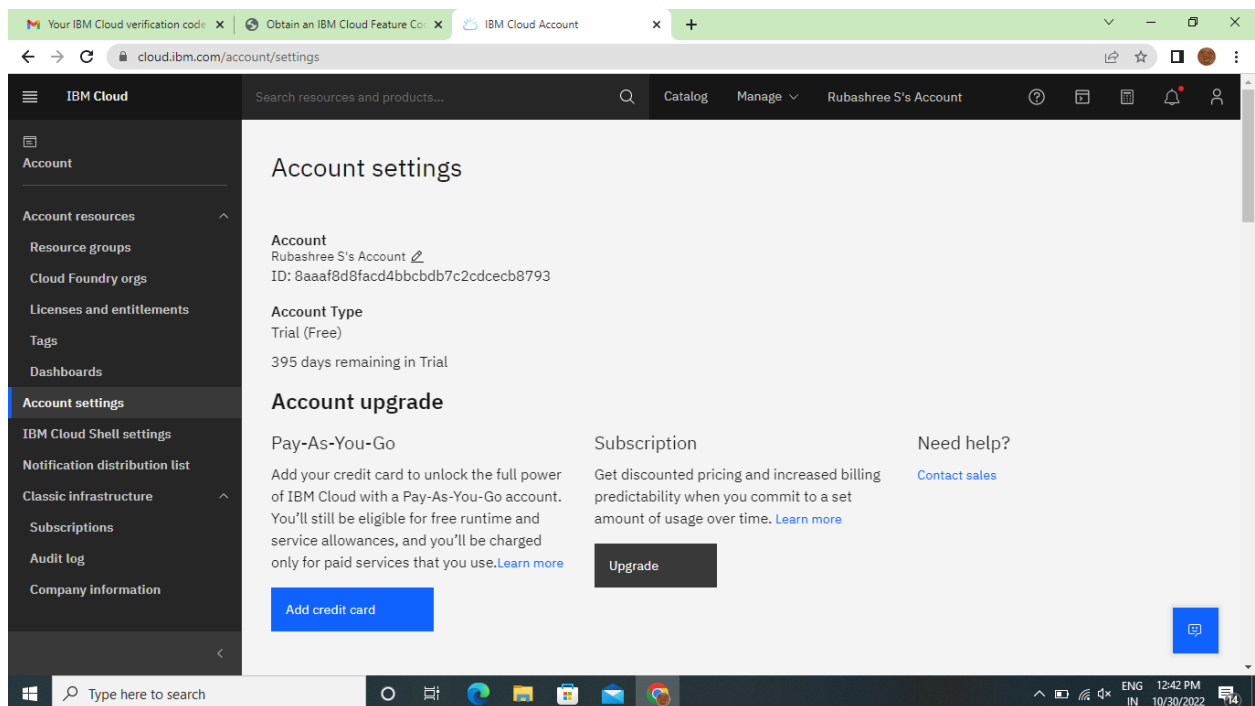 Your IBM Cloud verification code
Obtain an IBM Cloud Feature Co
IBM Cloud Account
cloud.ibm.com/account/settings
IBM Cloud
Search resources and products...
Catalog
Manage
Rubashree S's Account
Account
Account resources
Resource groups
Cloud Foundry orgs
Licenses and entitlements
Tags
Dashboards
Account settings
IBM Cloud Shell settings
Notification distribution list
Classic infrastructure
Subscriptions
Audit log
Company information
Account settings
Account
Rubashree S's Account
ID: 8aaaf8d8facd4bbcbdb7c2cdcecb8793
Account Type
Trial (Free)
395 days remaining in Trial
Account upgrade
Pay-As-You-Go
Add your credit card to unlock the full power
of IBM Cloud with a Pay-As-You-Go account.
You'll still be eligible for free runtime and
service allowances, and you'll be charged
only for paid services that you use.Learn more
Add credit card
Subscription
Get discounted pricing and increased billing
predictability when you commit to a set
amount of usage over time. Learn more
Upgrade
Need help?
Contact sales
Type here to search
ENG
IN
12:42 PM
10/30/2022
14